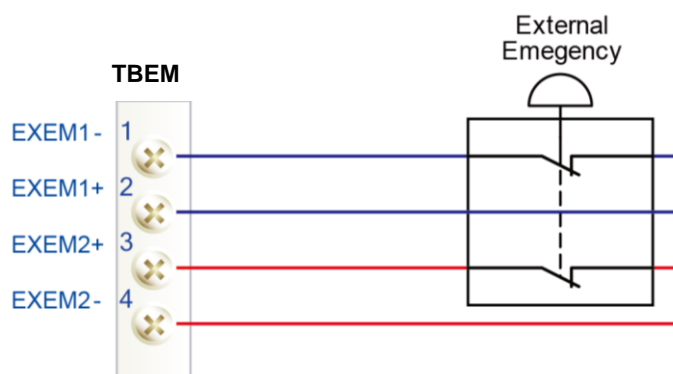 External
Emegency
TBEM
EXEM1- 1
EXEM1+ 2
EXEM2+ 3
EXEM2- 4